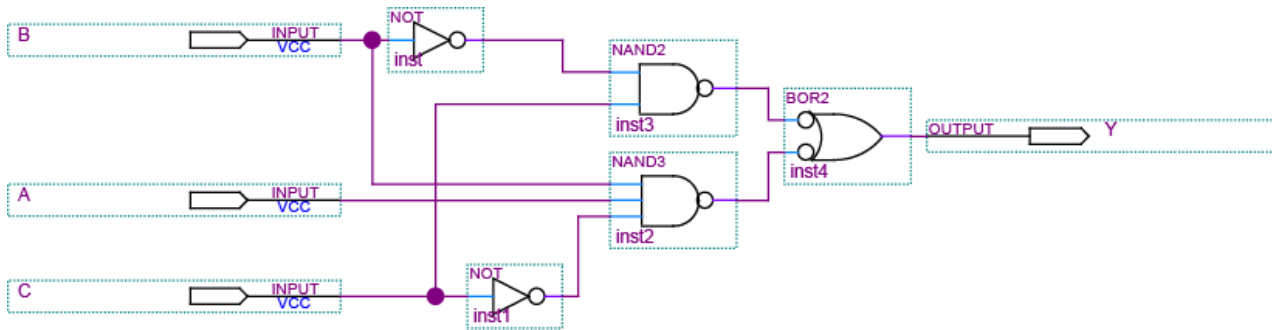 B
INPUT
VCC
NOT
inst
NAND2
inst3
BOR2
inst4
OUTPUT
Y
A
INPUT
VCC
NAND3
inst2
C
INPUT
VCC
NOT
inst1